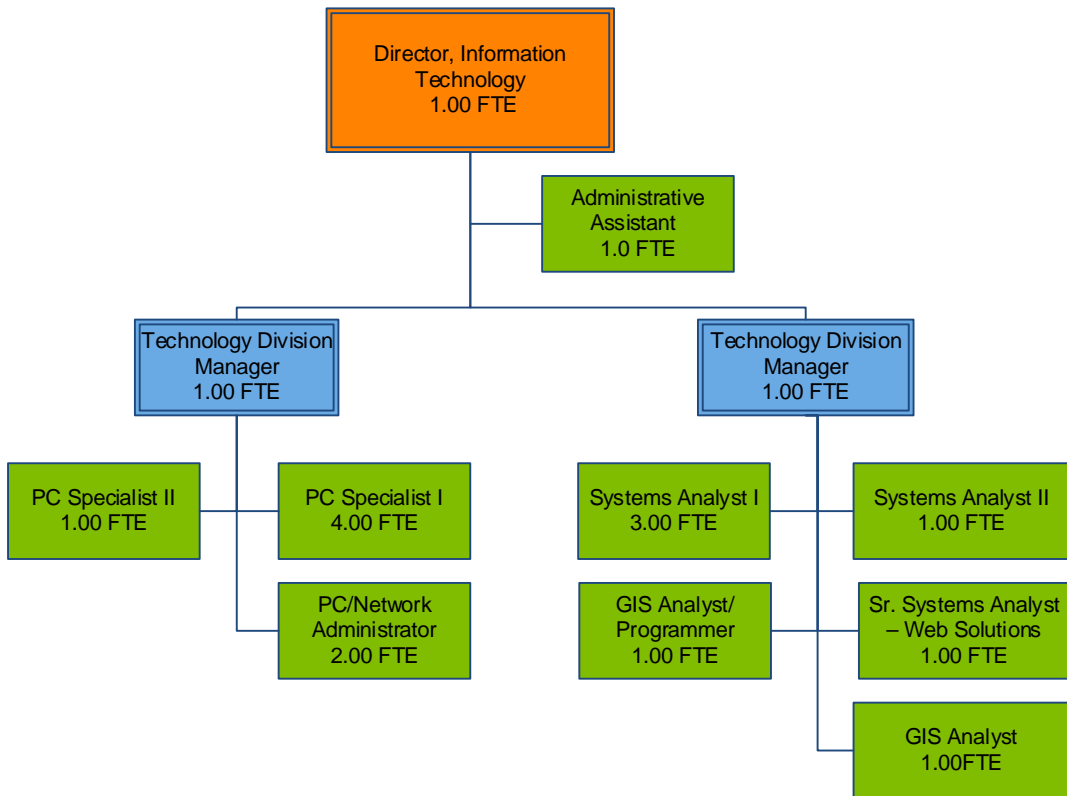 Director, Information
Technology
1.00 FTE
Administrative
Assistant
1.0 FTE
Technology Division
Manager
1.00 FTE
Technology Division
Manager
1.00 FTE
PC Specialist II
1.00 FTE
PC Specialist I
4.00 FTE
Systems Analyst I
3.00 FTE
Systems Analyst II
1.00 FTE
PC/Network
Administrator
2.00 FTE
GIS Analyst/
Programmer
1.00 FTE
Sr. Systems Analyst
– Web Solutions
1.00 FTE
GIS Analyst
1.00FTE